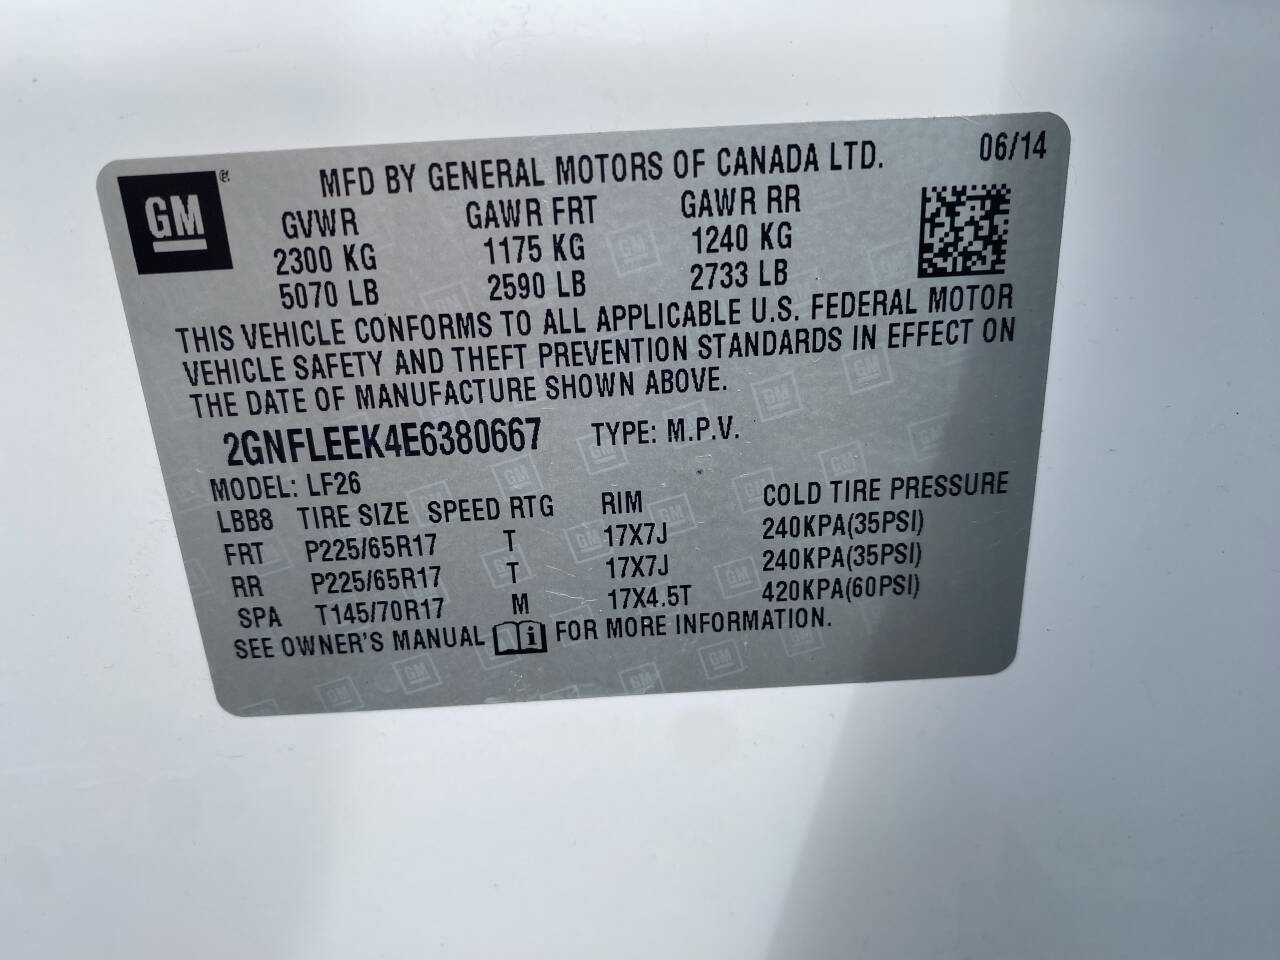 GM
MFD BY GENERAL MOTORS OF CANADA LTD. 06/14
GVWR GAWR FRT GAWR RR
2300 KG 1175 KG 1240 KG
5070 LB 2590 LB 2733 LB
THIS VEHICLE CONFORMS TO ALL APPLICABLE U.S. FEDERAL MOTOR
VEHICLE SAFETY AND THEFT PREVENTION STANDARDS IN EFFECT ON
THE DATE OF MANUFACTURE SHOWN ABOVE.
2GNFLEEK4E6380667 TYPE: M.P.V.
MODEL: LF26
LBB8 TIRE SIZE SPEED RTG RIM COLD TIRE PRESSURE
FRT P225/65R17 T 17X7J 240KPA(35PSI)
RR P225/65R17 T 17X7J 240KPA(35PSI)
SPA T145/70R17 M 17X4.5T 420KPA(60PSI)
SEE OWNER'S MANUAL i FOR MORE INFORMATION.